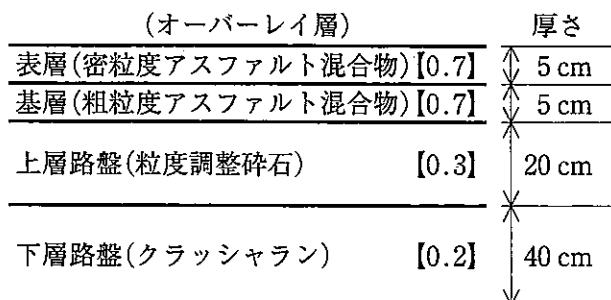 (オーバーレイ層) 厚さ
表層(密粒度アスファルト混合物)【0.7】 5 cm
基層(粗粒度アスファルト混合物)【0.7】 5 cm
上層路盤(粒度調整砕石) 【0.3】 20 cm
下層路盤(クラッシャラン) 【0.2】 40 cm